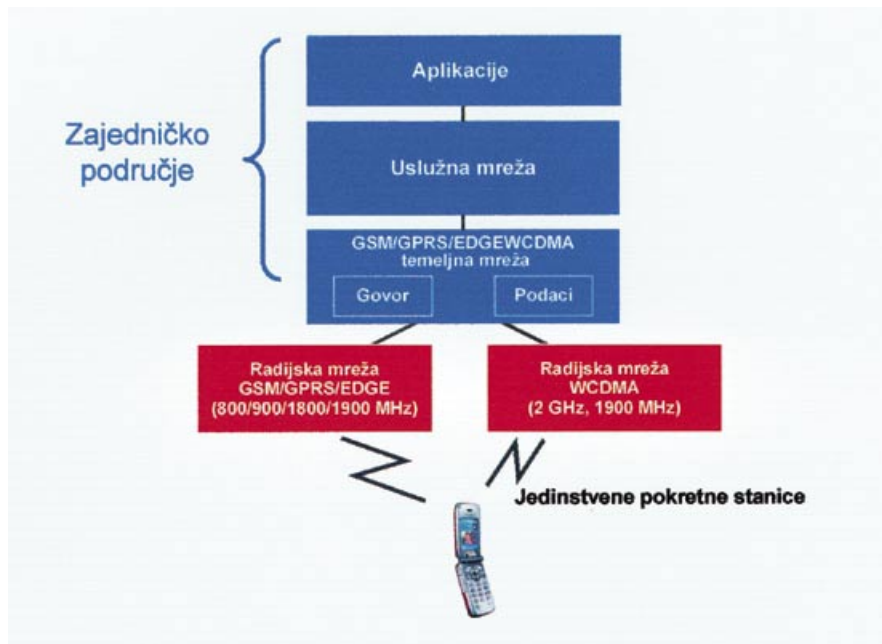 Aplikacije
Zajedničko
područje
Uslužna mreža
GSM/GPRS/EDGEWCDMA
temeljna mreža
Govor
Podaci
Radijska mreža
GSM/GPRS/EDGE
(800/900/1800/1900 MHz)
Radijska mreža
WCDMA
(2 GHz, 1900 MHz)
Jedinstvene pokretne stanice